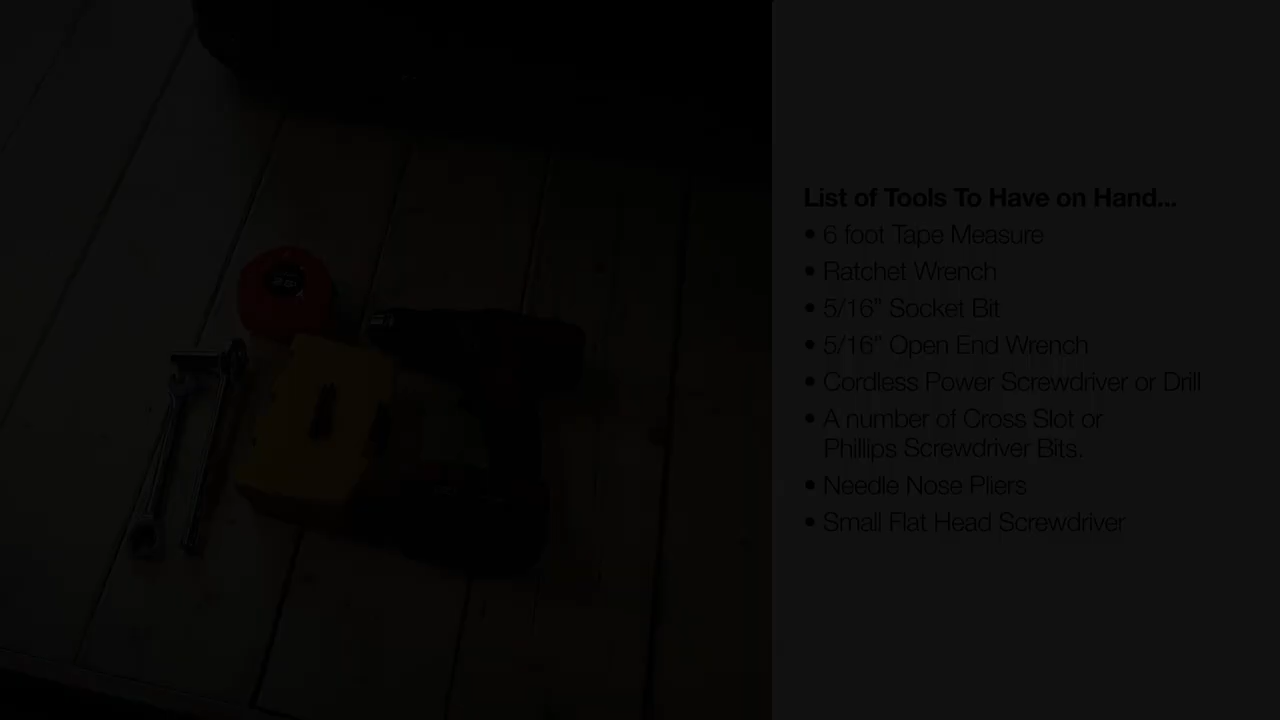 List of Tools To Have on Hand...
• 6 foot Tape Measure
• Ratchet Wrench
• 5/16" Socket Bit
• 5/16" Open End Wrench
• Cordless Power Screwdriver or Drill
• A number of Cross Slot or
Phillips Screwdriver Bits.
• Needle Nose Pliers
• Small Flat Head Screwdriver